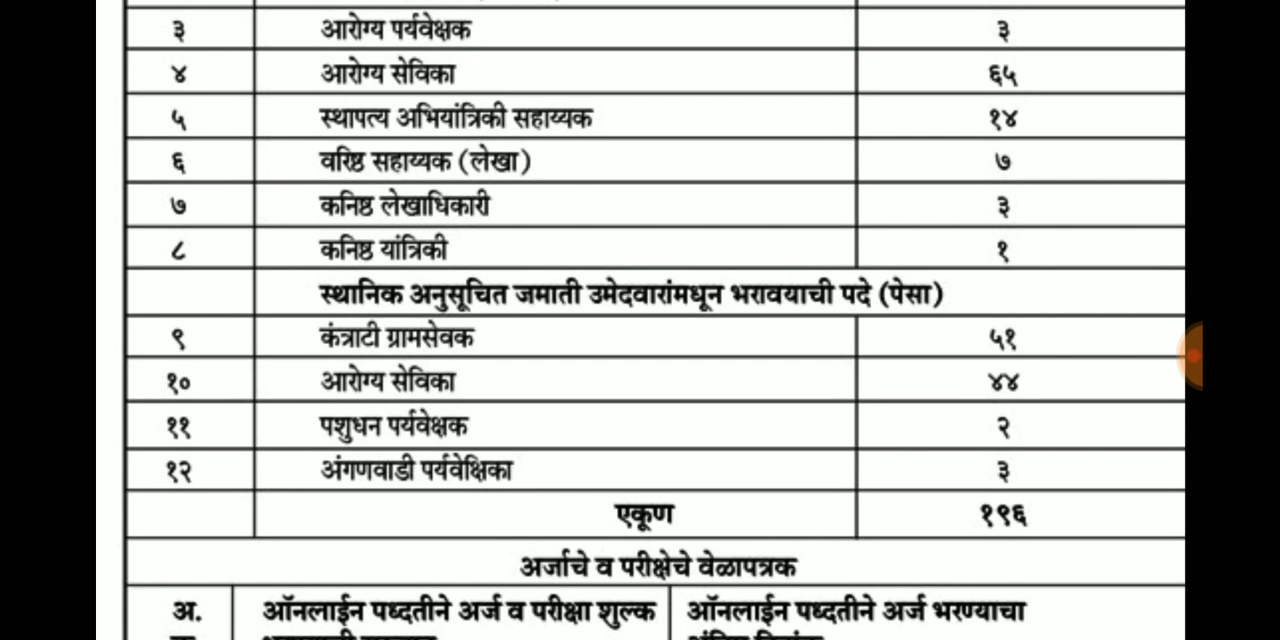 ३ आरोग्य पर्यवेक्षक ३
४ आरोग्य सेविका ६५
५ स्थापत्य अभियांत्रिकी सहाय्यक १४
६ वरिष्ठ सहाय्यक (लेखा) ७
७ कनिष्ठ लेखाधिकारी ३
८ कनिष्ठ यांत्रिकी १
स्थानिक अनुसूचित जमाती उमेदवारांमधून भरावयाची पदे (पेसा)
९ कंत्राटी ग्रामसेवक ५१
१० आरोग्य सेविका ४४
११ पशुधन पर्यवेक्षक २
१२ अंगणवाडी पर्यवेक्षिका ३
एकूण १९६
अर्जाचे व परीक्षेचे वेळापत्रक
अ. ऑनलाईन पध्दतीने अर्ज व परीक्षा शुल्क ऑनलाईन पध्दतीने अर्ज भरण्याचा